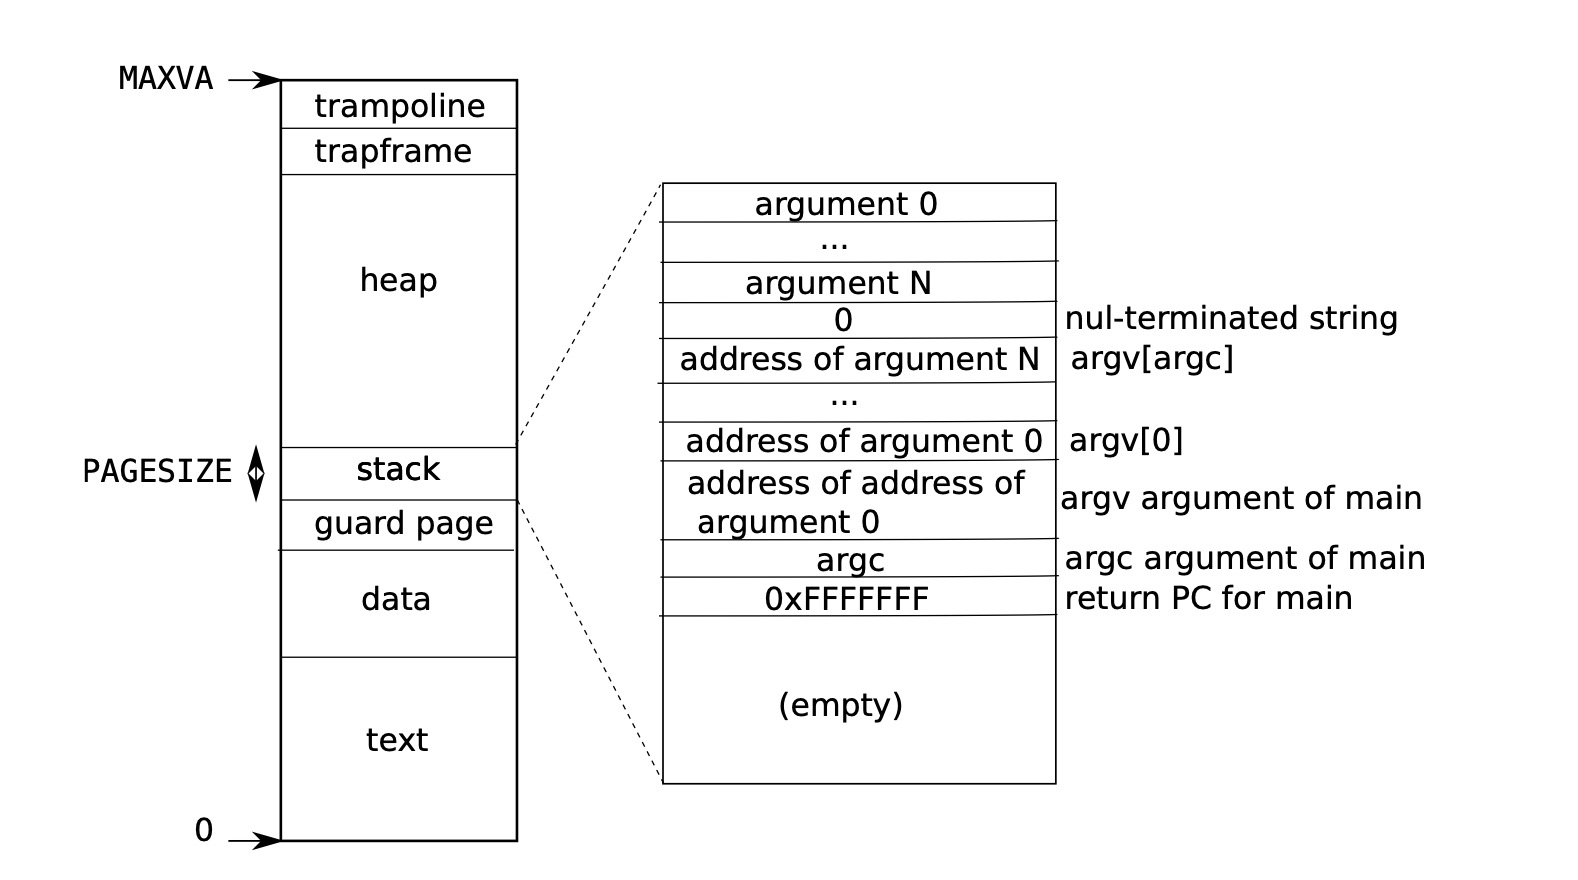 MAXVA
trampoline
trapframe
heap
PAGESIZE
stack
guard page
data
text
0
argument 0
...
argument N
0
nul-terminated string
address of argument N
argv[argc]
...
address of argument 0
argv[0]
address of address of
argument 0
argv argument of main
argc
argc argument of main
0xFFFFFFF
return PC for main
(empty)